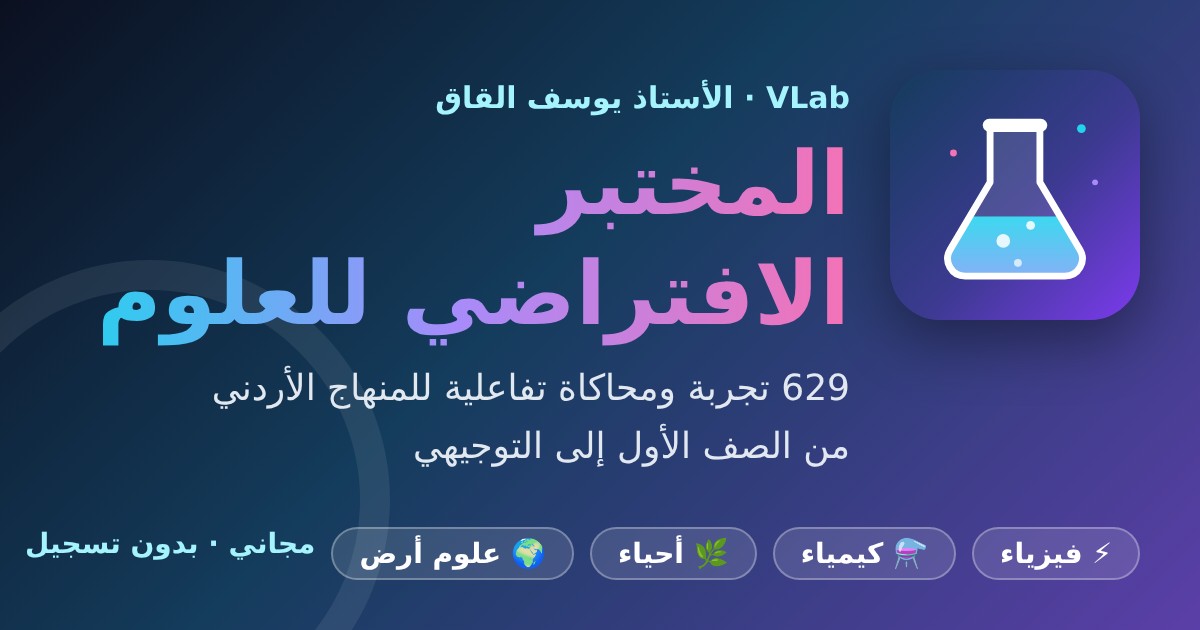 VLab · الأستاذ يوسف القاق
المختبر
الافتراضي للعلوم
629 تجربة ومحاكاة تفاعلية للمنهاج الأردني
من الصف الأول إلى التوجيهي
⚡ فيزياء
⚗️ كيمياء
🌿 أحياء
🌍 علوم أرض
مجاني · بدون تسجيل